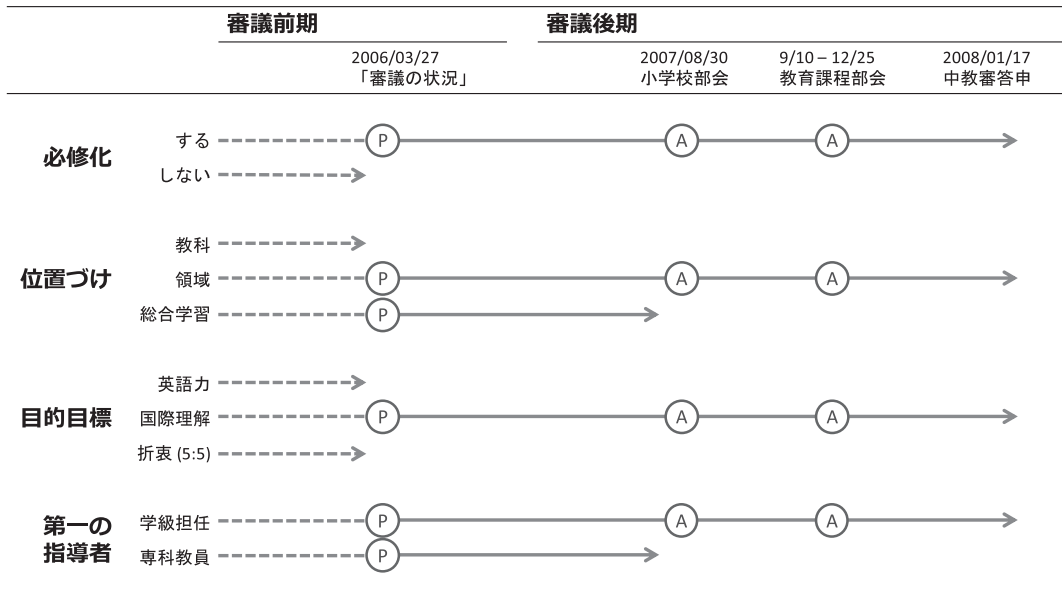 審議前期
審議後期
2006/03/27
「審議の状況」
2007/08/30
小学校部会
9/10 – 12/25
教育課程部会
2008/01/17
中教審答申
必修化
する P A A
しない
位置づけ
教科
領域 P A A
総合学習 P
目的目標
英語力
国際理解 P A A
折衷 (5:5)
第一の
指導者
学級担任 P A A
専科教員 P